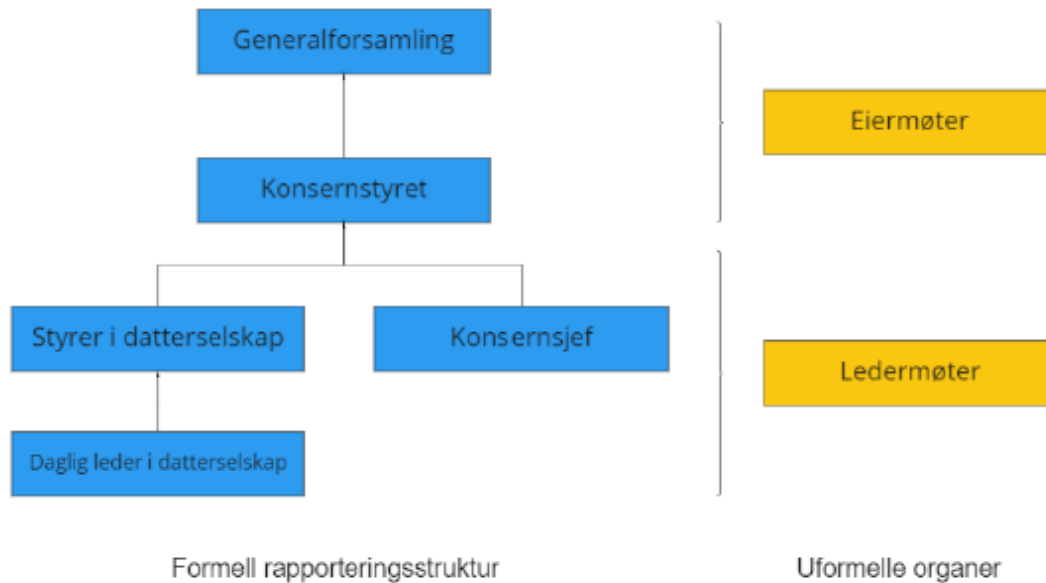 Generalforsamling
Eiermøter
Konsernstyret
Styrer i datterselskap
Konsernsjef
Ledermøter
Daglig leder i datterselskap
Formell rapporteringsstruktur
Uformelle organer